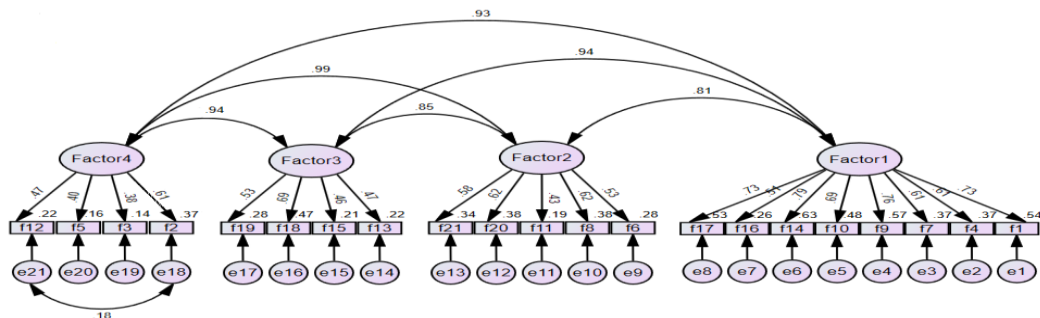 .93
.94
.99
.81
.94
.85
Factor4 Factor3 Factor2 Factor1
.47 .40 .38 .61 .53 .69 .46 .47 .58 .62 .43 .62 .53 .73 .51 .79 .69 .76 .61 .61 .73
.22 .16 .14 .37 .28 .47 .21 .22 .34 .38 .19 .38 .28 .53 .26 .63 .48 .57 .37 .37 .54
f12 f5 f3 f2 f19 f18 f15 f13 f21 f20 f11 f8 f6 f17 f16 f14 f10 f9 f7 f4 f1
e21 e20 e19 e18 e17 e16 e15 e14 e13 e12 e11 e10 e9 e8 e7 e6 e5 e4 e3 e2 e1
.18